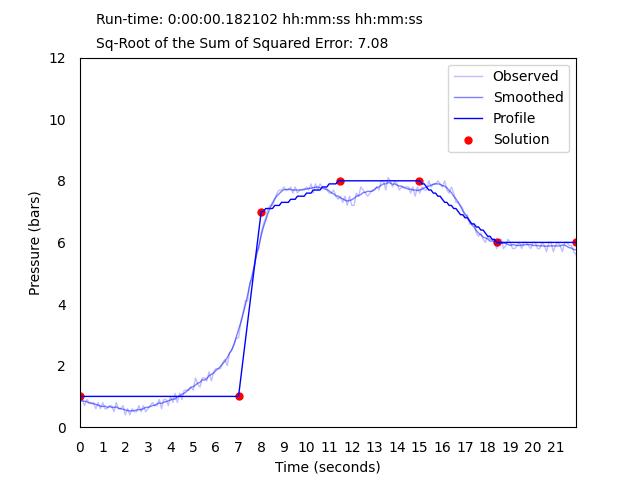 Run-time: 0:00:00.182102 hh:mm:ss hh:mm:ss
Sq-Root of the Sum of Squared Error: 7.08
12
10
8
6
4
2
0
Pressure (bars)
Observed
Smoothed
Profile
Solution
0 1 2 3 4 5 6 7 8 9 10 11 12 13 14 15 16 17 18 19 20 21
Time (seconds)